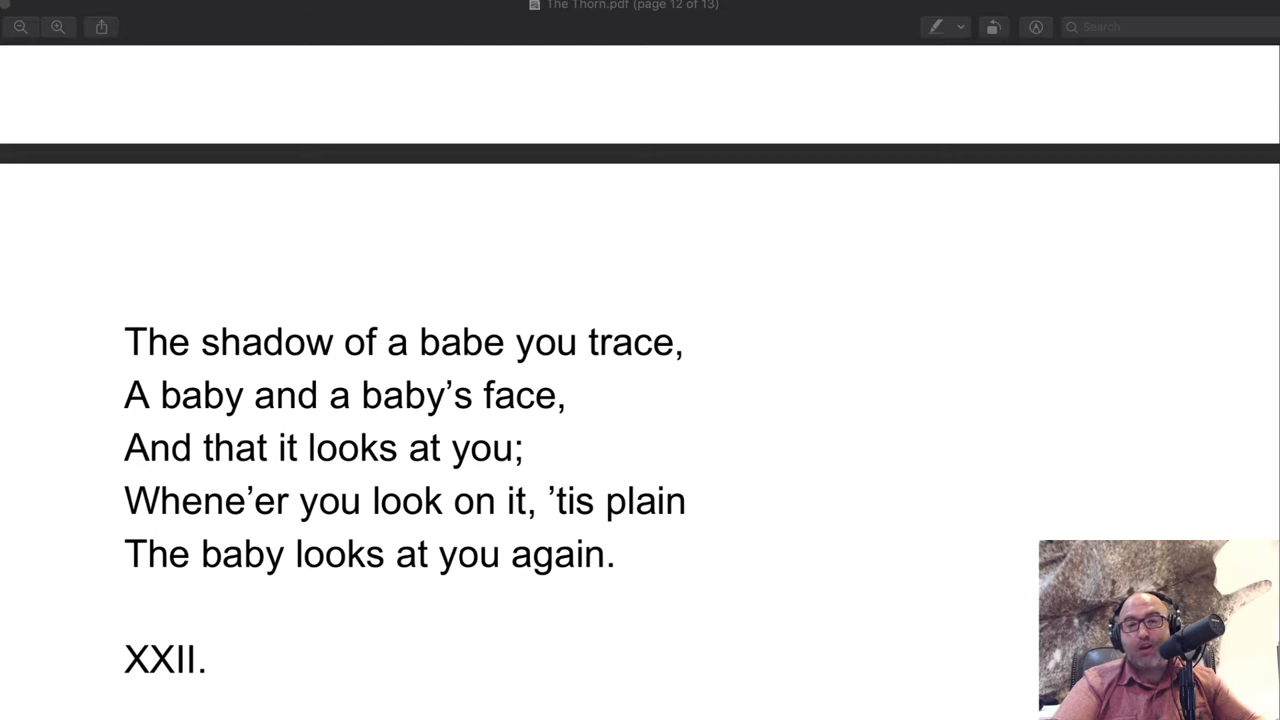 The Thorn.pdf (page 12 of 13)
Search
The shadow of a babe you trace,
A baby and a baby’s face,
And that it looks at you;
Whene’er you look on it, ’tis plain
The baby looks at you again.
XXII.